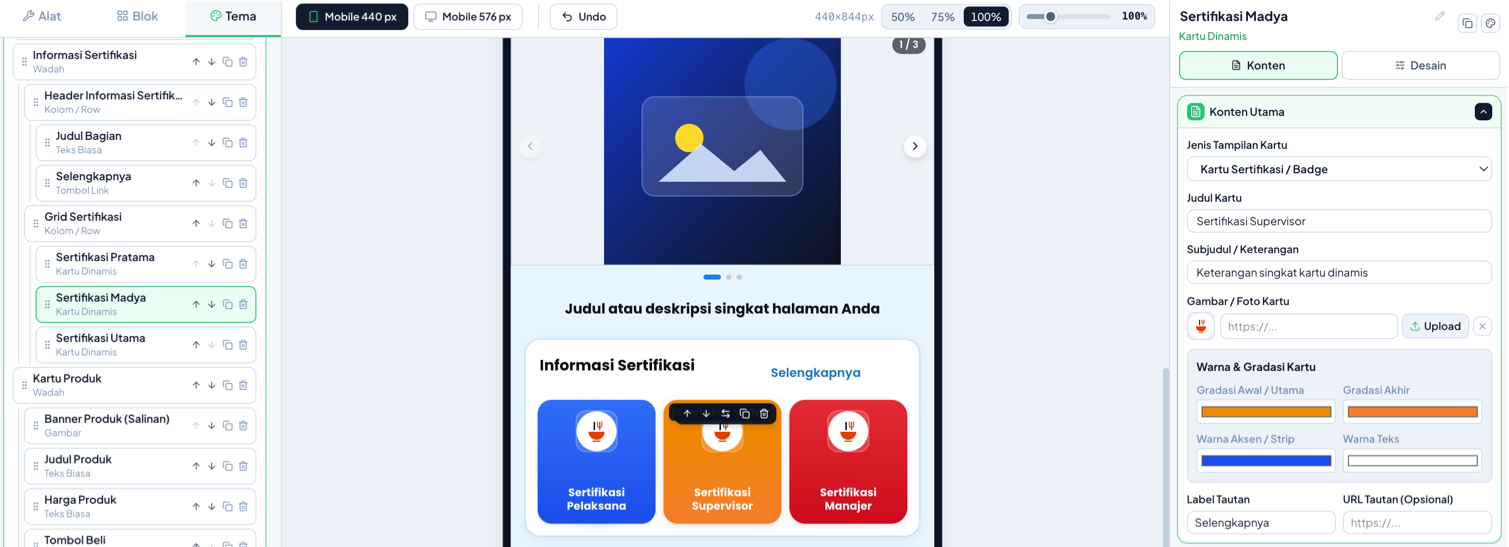 Alat
Blok
Tema
Mobile 440 px
Mobile 576 px
Undo
440×844px
50%
75%
100%
100%
Informasi Sertifikasi
Wadah
Header Informasi Sertifik...
Kolom / Row
Judul Bagian
Teks Biasa
Selengkapnya
Tombol Link
Grid Sertifikasi
Kolom / Row
Sertifikasi Pratama
Kartu Dinamis
Sertifikasi Madya
Kartu Dinamis
Sertifikasi Utama
Kartu Dinamis
Kartu Produk
Wadah
Banner Produk (Salinan)
Gambar
Judul Produk
Teks Biasa
Harga Produk
Teks Biasa
Tombol Beli
1 / 3
Judul atau deskripsi singkat halaman Anda
Informasi Sertifikasi
Selengkapnya
Sertifikasi
Pelaksana
Sertifikasi
Supervisor
Sertifikasi
Manajer
Sertifikasi Madya
Kartu Dinamis
Konten
Desain
Konten Utama
Jenis Tampilan Kartu
Kartu Sertifikasi / Badge
Judul Kartu
Sertifikasi Supervisor
Subjudul / Keterangan
Keterangan singkat kartu dinamis
Gambar / Foto Kartu
https://...
Upload
Warna & Gradasi Kartu
Gradasi Awal / Utama
Gradasi Akhir
Warna Aksen / Strip
Warna Teks
Label Tautan
URL Tautan (Opsional)
Selengkapnya
https://...